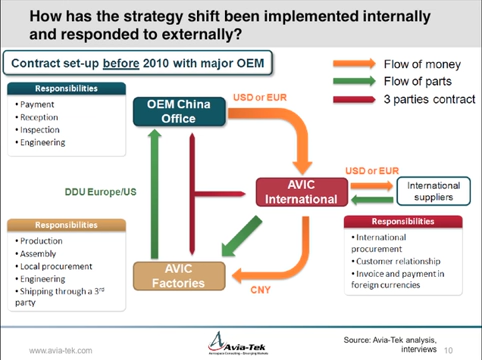 How has the strategy shift been implemented internally
and responded to externally?
Contract set-up before 2010 with major OEM
Flow of money
Flow of parts
3 parties contract
Responsibilities
• Payment
• Reception
• Inspection
• Engineering
OEM China
Office
USD or EUR
DDU Europe/US
AVIC
International
USD or EUR
International
suppliers
Responsibilities
• Production
• Assembly
• Local procurement
• Engineering
• Shipping through a 3rd
party
AVIC
Factories
CNY
Responsibilities
• International
procurement
• Customer relationship
• Invoice and payment in
foreign currencies
www.avia-tek.com
Avia-Tek
Source: Avia-Tek analysis,
interviews
10